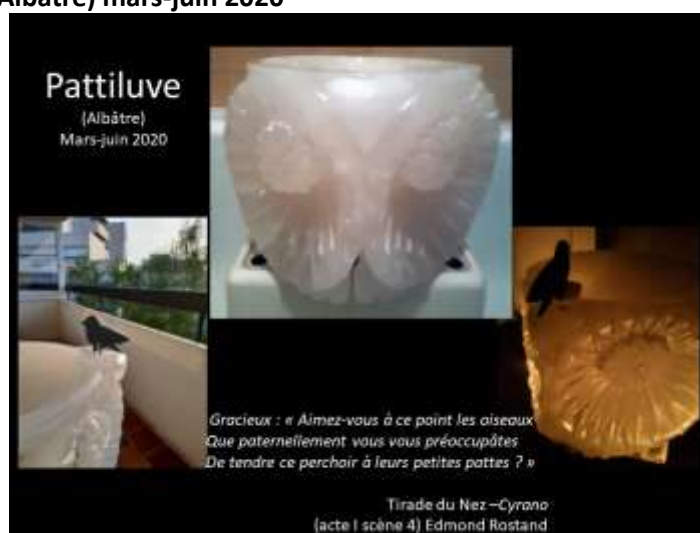 Albâtre) mars-juin 2020
Pattiluve
(Albâtre)
Mars-juin 2020
Gracieux : « Aimez-vous à ce point les oiseaux
Que paternellement vous vous préoccupâtes
De tendre ce perchoir à leurs petites pattes ? »
Tirade du Nez –Cyrano
(acte I scène 4) Edmond Rostand